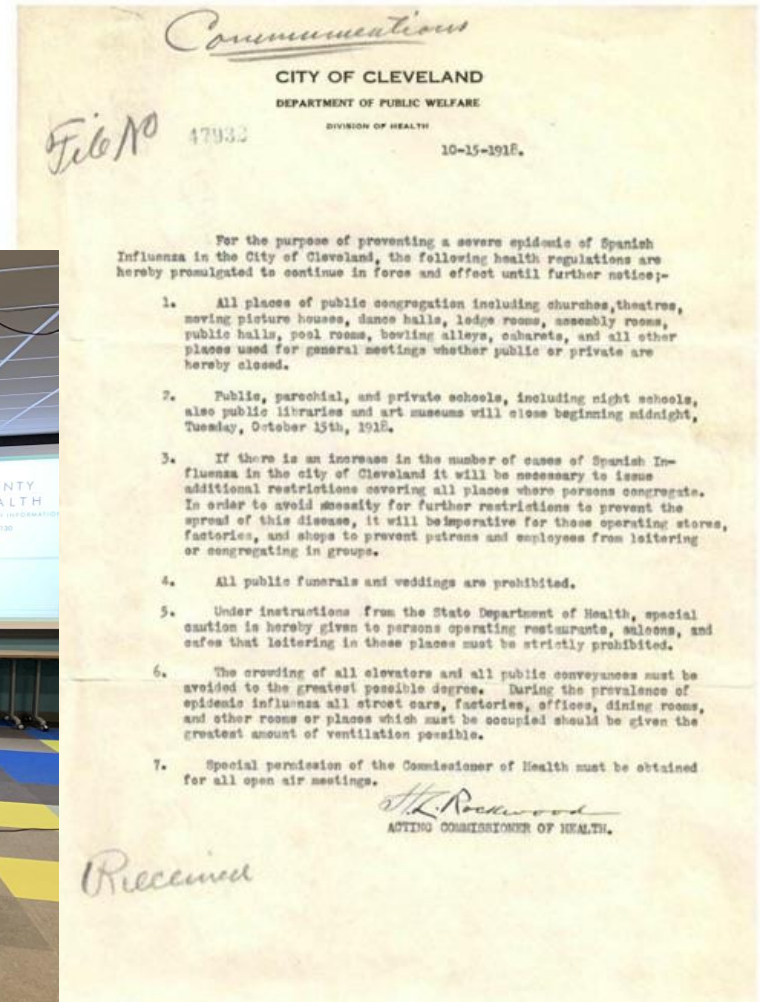 Communications
CITY OF CLEVELAND
DEPARTMENT OF PUBLIC WELFARE
DIVISION OF HEALTH
File No 47932
10-15-1918.
For the purpose of preventing a severe epidemic of Spanish
Influenza in the City of Cleveland, the following health regulations are
hereby promulgated to continue in force and effect until further notice;-
1. All places of public congregation including churches,theatres,
moving picture houses, dance halls, lodge rooms, assembly rooms,
public halls, pool rooms, bowling alleys, cabarets, and all other
places used for general meetings whether public or private are
hereby closed.
2. Public, parochial, and private schools, including night schools,
also public libraries and art museums will close beginning midnight,
Tuesday, October 15th, 1918.
3. If there is an increase in the number of cases of Spanish In-
fluenza in the city of Cleveland it will be necessary to issue
additional restrictions covering all places where persons congregate.
In order to avoid necessity for further restrictions to prevent the
spread of this disease, it will be imperative for those operating stores,
factories, and shops to prevent patrons and employees from loitering
or congregating in groups.
4. All public funerals and weddings are prohibited.
5. Under instructions from the State Department of Health, special
caution is hereby given to persons operating restaurants, saloons, and
cafes that loitering in these places must be strictly prohibited.
6. The crowding of all elevators and all public conveyances must be
avoided to the greatest possible degree. During the prevalence of
epidemic influenza all street cars, factories, offices, dining rooms,
and other rooms or places which must be occupied should be given the
greatest amount of ventilation possible.
7. Special permission of the Commissioner of Health must be obtained
for all open air meetings.
H.L. Rockwood
ACTING COMMISSIONER OF HEALTH.
Received
NTY
ALTH
INFORMATION